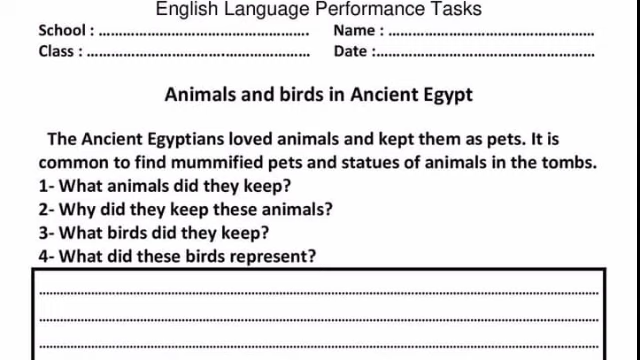 English Language Performance Tasks
School : ………………………………………………. Name : ………………………………………………
Class : ……………………………….……………… Date :………………………………………………….
Animals and birds in Ancient Egypt
The Ancient Egyptians loved animals and kept them as pets. It is
common to find mummified pets and statues of animals in the tombs.
1- What animals did they keep?
2- Why did they keep these animals?
3- What birds did they keep?
4- What did these birds represent?